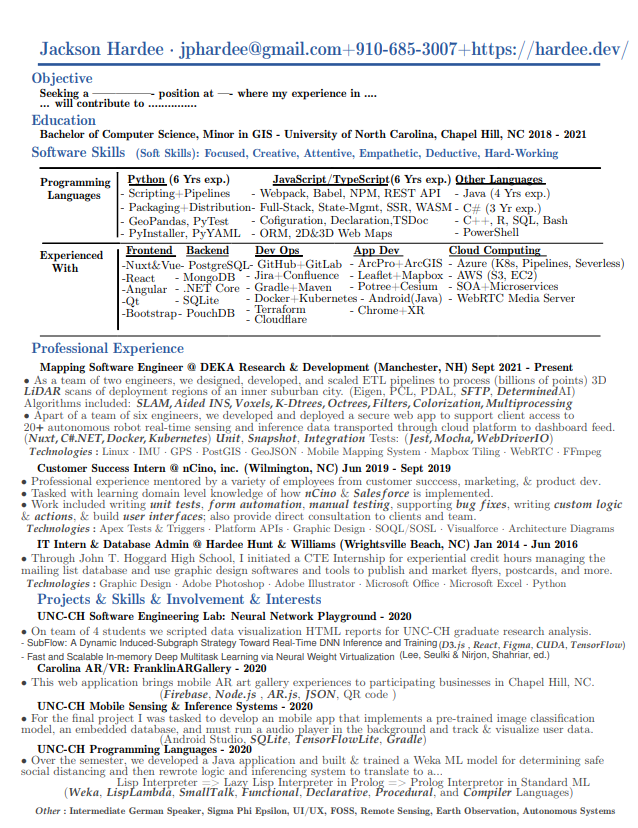 Jackson Hardee · jphardee@gmail.com+910-685-3007+https://hardee.dev/
Objective
Seeking a ——————- position at —- where my experience in ....
... will contribute to ...............
Education
Bachelor of Computer Science, Minor in GIS - University of North Carolina, Chapel Hill, NC 2018 - 2021
Software Skills (Soft Skills): Focused, Creative, Attentive, Empathetic, Deductive, Hard-Working
Programming Languages
Python (6 Yrs exp.) JavaScript/TypeScript(6 Yrs exp.) Other Languages
- Scripting+Pipelines - Webpack, Babel, NPM, REST API - Java (4 Yrs exp.)
- Packaging+Distribution- Full-Stack, State-Mgmt, SSR, WASM - C# (3 Yr exp.)
- GeoPandas, PyTest - Cofiguration, Declaration,TSDoc - C++, R, SQL, Bash
- PyInstaller, PyYAML - ORM, 2D&3D Web Maps - PowerShell
Experienced With
Frontend Backend Dev Ops App Dev Cloud Computing
-Nuxt&Vue- PostgreSQL- GitHub+GitLab - ArcPro+ArcGIS - Azure (K8s, Pipelines, Severless)
-React - MongoDB - Jira+Confluence - Leaflet+Mapbox - AWS (S3, EC2)
-Angular - .NET Core - Gradle+Maven - Potree+Cesium - SOA+Microservices
-Qt - SQLite - Docker+Kubernetes - Android(Java) - WebRTC Media Server
-Bootstrap- PouchDB - Terraform - Chrome+XR
- Cloudflare
Professional Experience
Mapping Software Engineer @ DEKA Research & Development (Manchester, NH) Sept 2021 - Present
• As a team of two engineers, we designed, developed, and scaled ETL pipelines to process (billions of points) 3D
LiDAR scans of deployment regions of an inner suburban city. (Eigen, PCL, PDAL, SFTP, DeterminedAI)
Algorithms included: SLAM, Aided INS, Voxels, K-Dtrees, Octrees, Filters, Colorization, Multiprocessing
• Apart of a team of six engineers, we developed and deployed a secure web app to support client access to
20+ autonomous robot real-time sensing and inference data transported through cloud platform to dashboard feed.
(Nuxt, C#.NET, Docker, Kubernetes) Unit, Snapshot, Integration Tests: (Jest, Mocha, WebDriverIO)
Technologies : Linux · IMU · GPS · PostGIS · GeoJSON · Mobile Mapping System · Mapbox Tiling · WebRTC · FFmpeg
Customer Success Intern @ nCino, inc. (Wilmington, NC) Jun 2019 - Sept 2019
• Professional experience mentored by a variety of employees from customer succcess, marketing, & product dev.
• Tasked with learning domain level knowledge of how nCino & Salesforce is implemented.
• Work included writing unit tests, form automation, manual testing, supporting bug fixes, writing custom logic
& actions, & build user interfaces; also provide direct consultation to clients and team.
Technologies : Apex Tests & Triggers · Platform APIs · Graphic Design · SOQL/SOSL · Visualforce · Architecture Diagrams
IT Intern & Database Admin @ Hardee Hunt & Williams (Wrightsville Beach, NC) Jan 2014 - Jun 2016
• Through John T. Hoggard High School, I initiated a CTE Internship for experiential credit hours managing the
mailing list database and use graphic design softwares and tools to publish and market flyers, postcards, and more.
Technologies : Graphic Design · Adobe Photoshop · Adobe Illustrator · Microsoft Office · Microsoft Excel · Python
Projects & Skills & Involvement & Interests
UNC-CH Software Engineering Lab: Neural Network Playground - 2020
• On team of 4 students we scripted data visualization HTML reports for UNC-CH graduate research analysis.
- SubFlow: A Dynamic Induced-Subgraph Strategy Toward Real-Time DNN Inference and Training (D3.js , React, Figma, CUDA, TensorFlow)
- Fast and Scalable In-memory Deep Multitask Learning via Neural Weight Virtualization (Lee, Seulki & Nirjon, Shahriar, ed.)
Carolina AR/VR: FranklinARGallery - 2020
• This web application brings mobile AR art gallery experiences to participating businesses in Chapel Hill, NC.
(Firebase, Node.js , AR.js, JSON, QR code )
UNC-CH Mobile Sensing & Inference Systems - 2020
• For the final project I was tasked to develop an mobile app that implements a pre-trained image classification
model, an embedded database, and must run a audio player in the background and track & visualize user data.
(Android Studio, SQLite, TensorFlowLite, Gradle)
UNC-CH Programming Languages - 2020
• Over the semester, we developed a Java application and built & trained a Weka ML model for determining safe
social distancing and then rewrote logic and inferencing system to translate to a...
Lisp Interpreter => Lazy Lisp Interpreter in Prolog => Prolog Interpretor in Standard ML
(Weka, LispLambda, SmallTalk, Functional, Declarative, Procedural, and Compiler Languages)
Other : Intermediate German Speaker, Sigma Phi Epsilon, UI/UX, FOSS, Remote Sensing, Earth Observation, Autonomous Systems